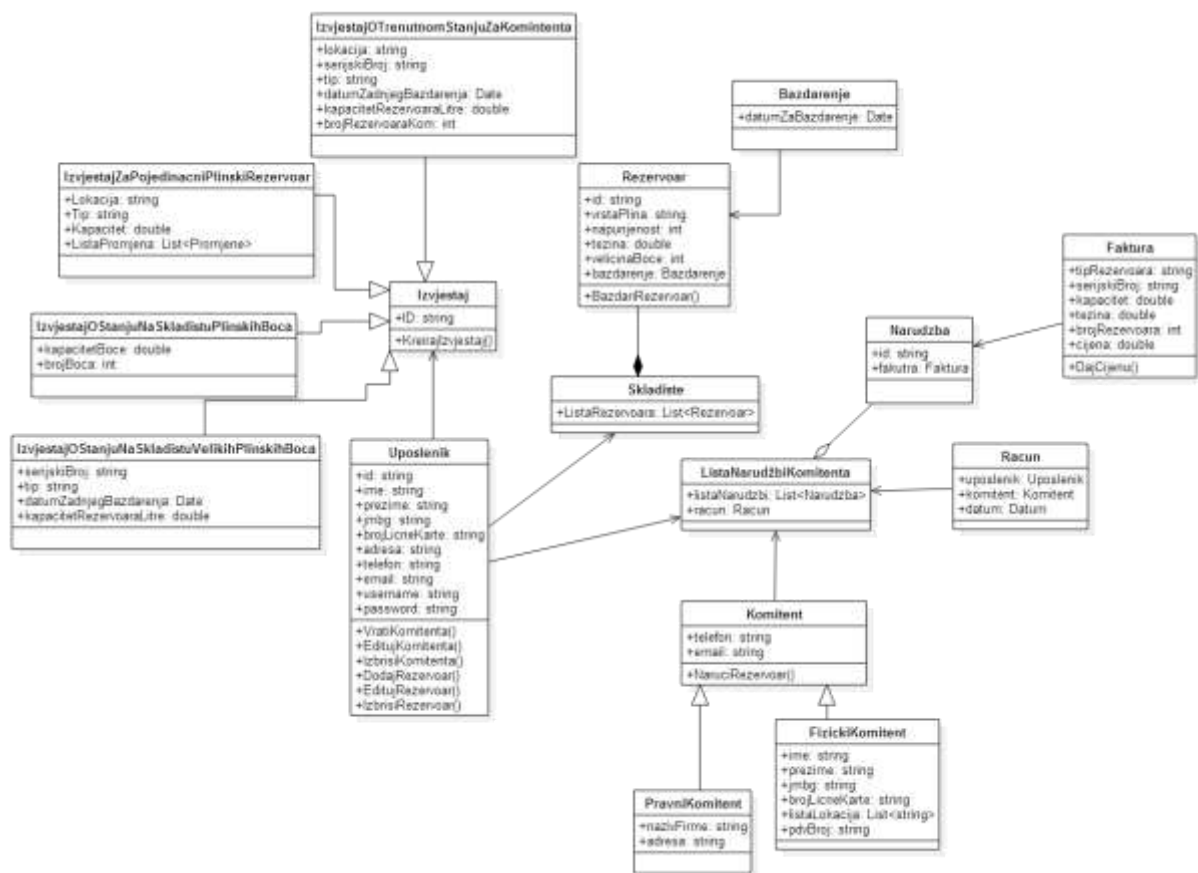 IzvjestajOTrenutnomStanjuZaKomintenta
+lokacija: string
+serijskiBroj: string
+tip: string
+datumZadnjegBazdarenja: Date
+kapacitetRezervoaraLitre: double
+brojRezervoaraKom: int
Bazdarenje
+datumZaBazdarenje: Date
IzvjestajZaPojedinacniPlinskiRezervoar
+Lokacija: string
+Tip: string
+Kapacitet: double
+ListaPromjena: List<Promjene>
Rezervoar
+id: string
+vrstaPlina: string
+napunjenost: int
+tezina: double
+velicinaBoce: int
+bazdarenje: Bazdarenje
+BazdariRezervoar()
Faktura
+tipRezervoara: string
+serijskiBroj: string
+kapacitet: double
+tezina: double
+brojRezervoara: int
+cijena: double
+DajCijenu()
Izvjestaj
+ID: string
+KreirajIzvjestaj()
IzvjestajOStanjuNaSkladistuPlinskihBoca
+kapacitetBoce: double
+brojBoca: int
Narudzba
+id: string
+fakutra: Faktura
Skladiste
+ListaRezervoara: List<Rezervoar>
IzvjestajOStanjuNaSkladistuVelikihPlinskihBoca
+serijskiBroj: string
+tip: string
+datumZadnjegBazdarenja: Date
+kapacitetRezervoaraLitre: double
Uposlenik
+id: string
+ime: string
+prezime: string
+jmbg: string
+brojLicneKarte: string
+adresa: string
+telefon: string
+email: string
+username: string
+password: string
+VratiKomitenta()
+EditujKomitenta()
+IzbrisiKomitenta()
+DodajRezervoar()
+EditujRezervoar()
+IzbrisiRezervoar()
ListaNarudžbiKomitenta
+listaNarudzbi: List<Narudzba>
+racun: Racun
Racun
+uposlenik: Uposlenik
+komitent: Komitent
+datum: Datum
Komitent
+telefon: string
+email: string
+NaruciRezervoar()
PravniKomitent
+nazivFirme: string
+adresa: string
FizickiKomitent
+ime: string
+prezime: string
+jmbg: string
+brojLicneKarte: string
+listaLokacija: List<string>
+pdvBroj: string